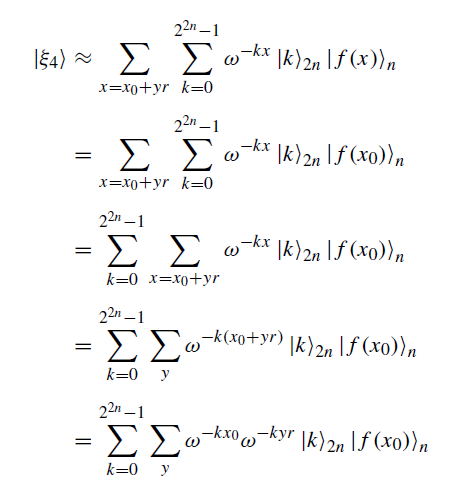 |ξ₄⟩ ≈ ∑_{x=x₀+yr} ∑_{k=0}^{2^{2n}−1} ω^{−kx} |k⟩_{2n} |f(x)⟩_n
= ∑_{x=x₀+yr} ∑_{k=0}^{2^{2n}−1} ω^{−kx} |k⟩_{2n} |f(x₀)⟩_n
= ∑_{k=0}^{2^{2n}−1} ∑_{x=x₀+yr} ω^{−kx} |k⟩_{2n} |f(x₀)⟩_n
= ∑_{k=0}^{2^{2n}−1} ∑_y ω^{−k(x₀+yr)} |k⟩_{2n} |f(x₀)⟩_n
= ∑_{k=0}^{2^{2n}−1} ∑_y ω^{−kx₀} ω^{−kyr} |k⟩_{2n} |f(x₀)⟩_n